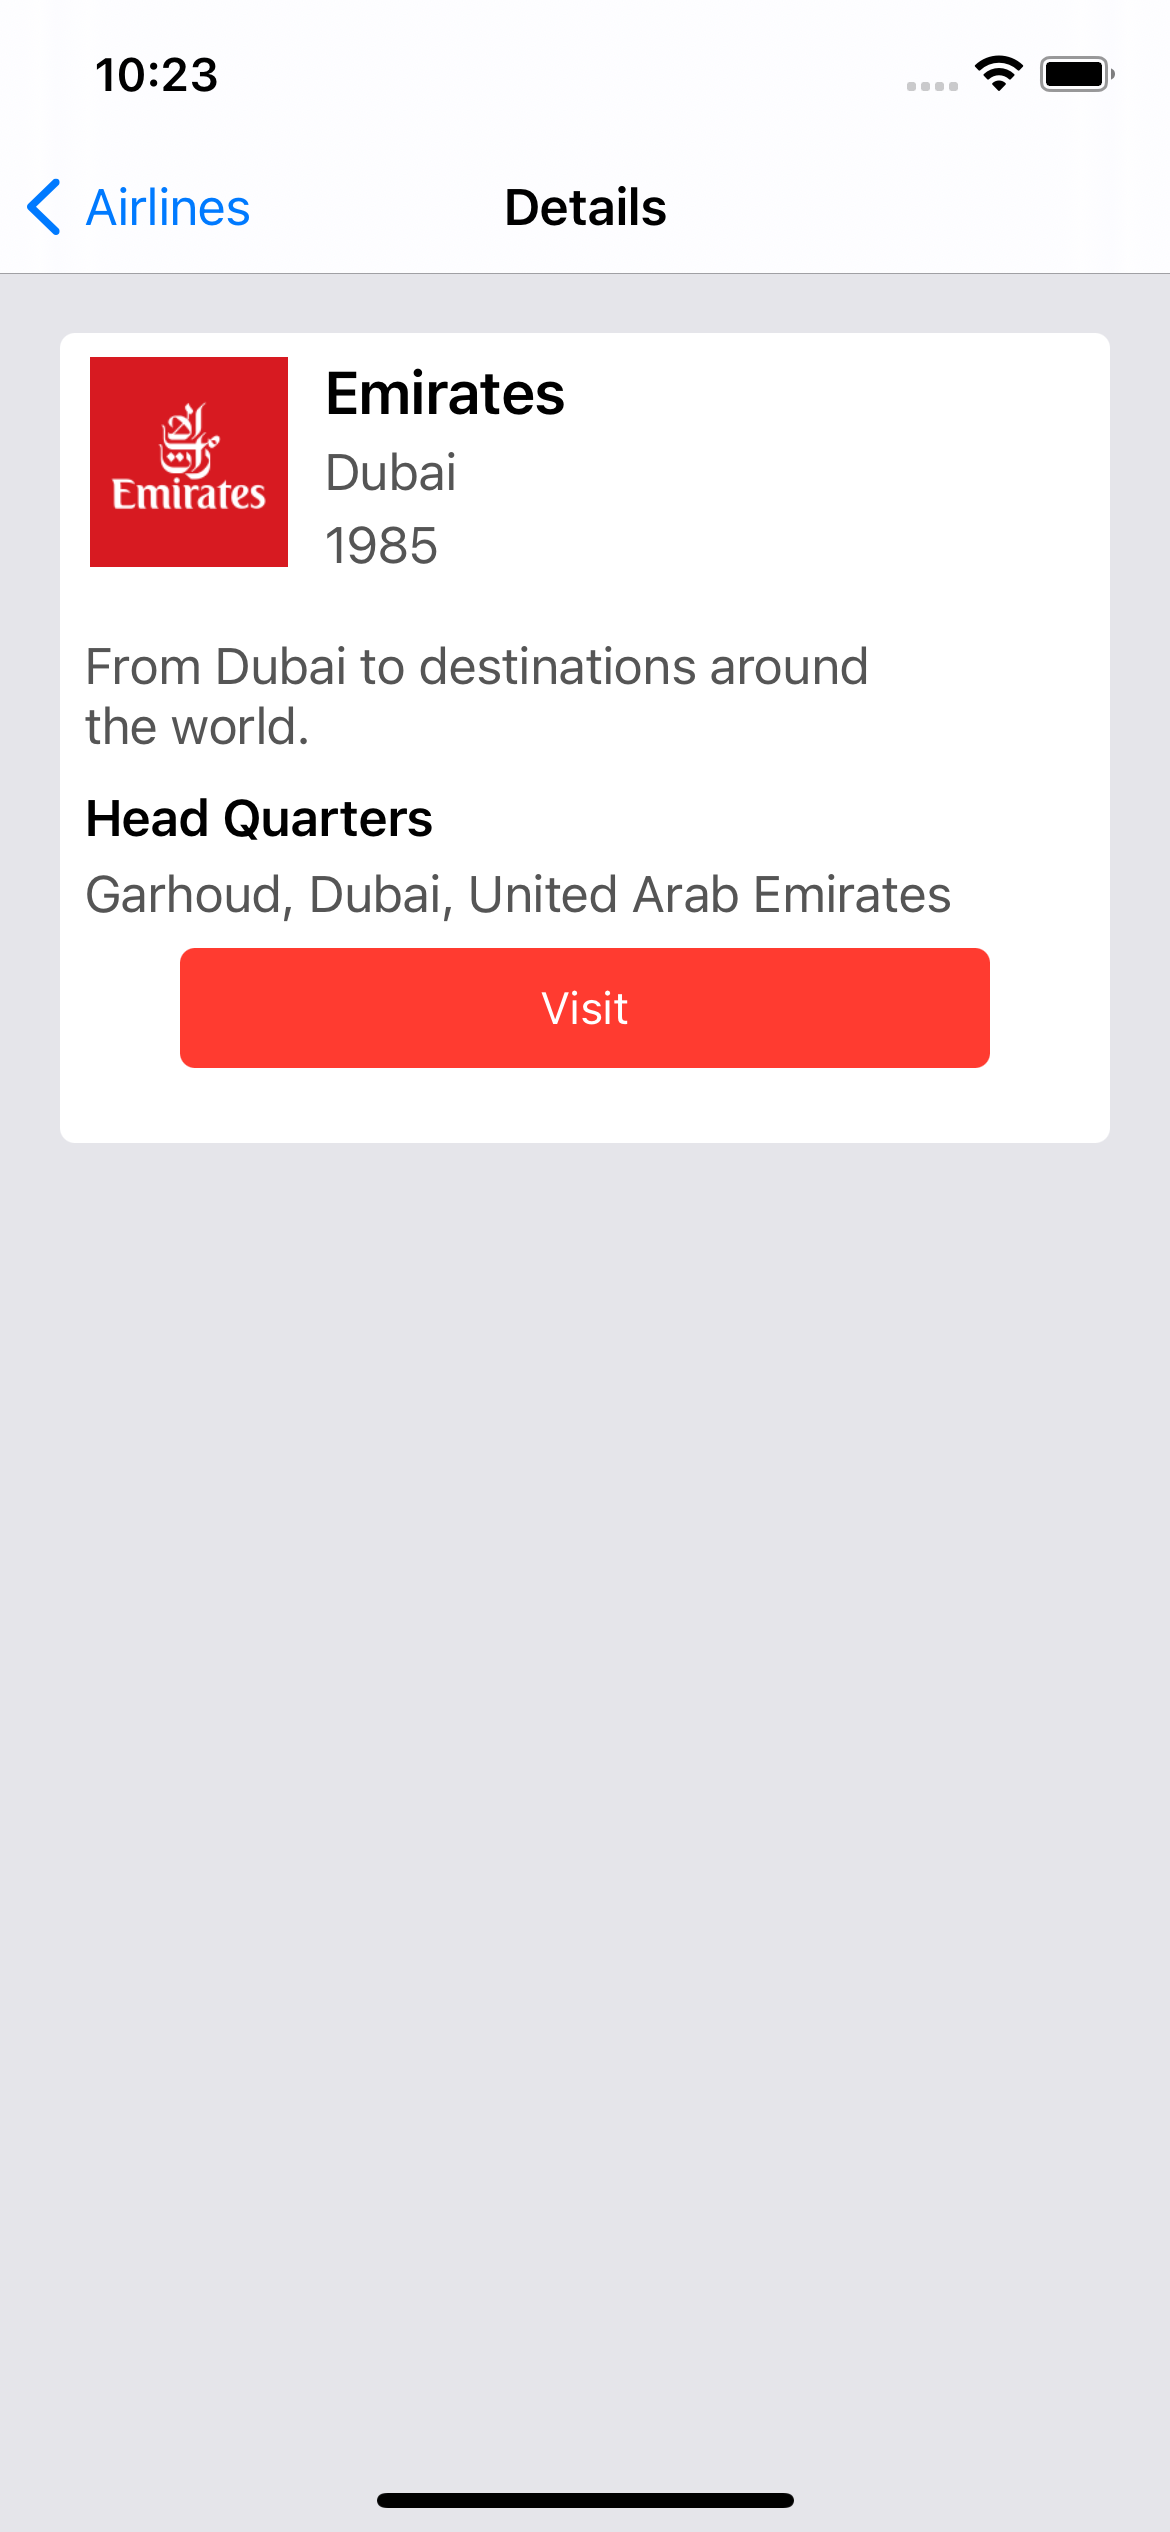 10:23
Airlines
Details
Emirates
Emirates
Dubai
1985
From Dubai to destinations around
the world.
Head Quarters
Garhoud, Dubai, United Arab Emirates
Visit